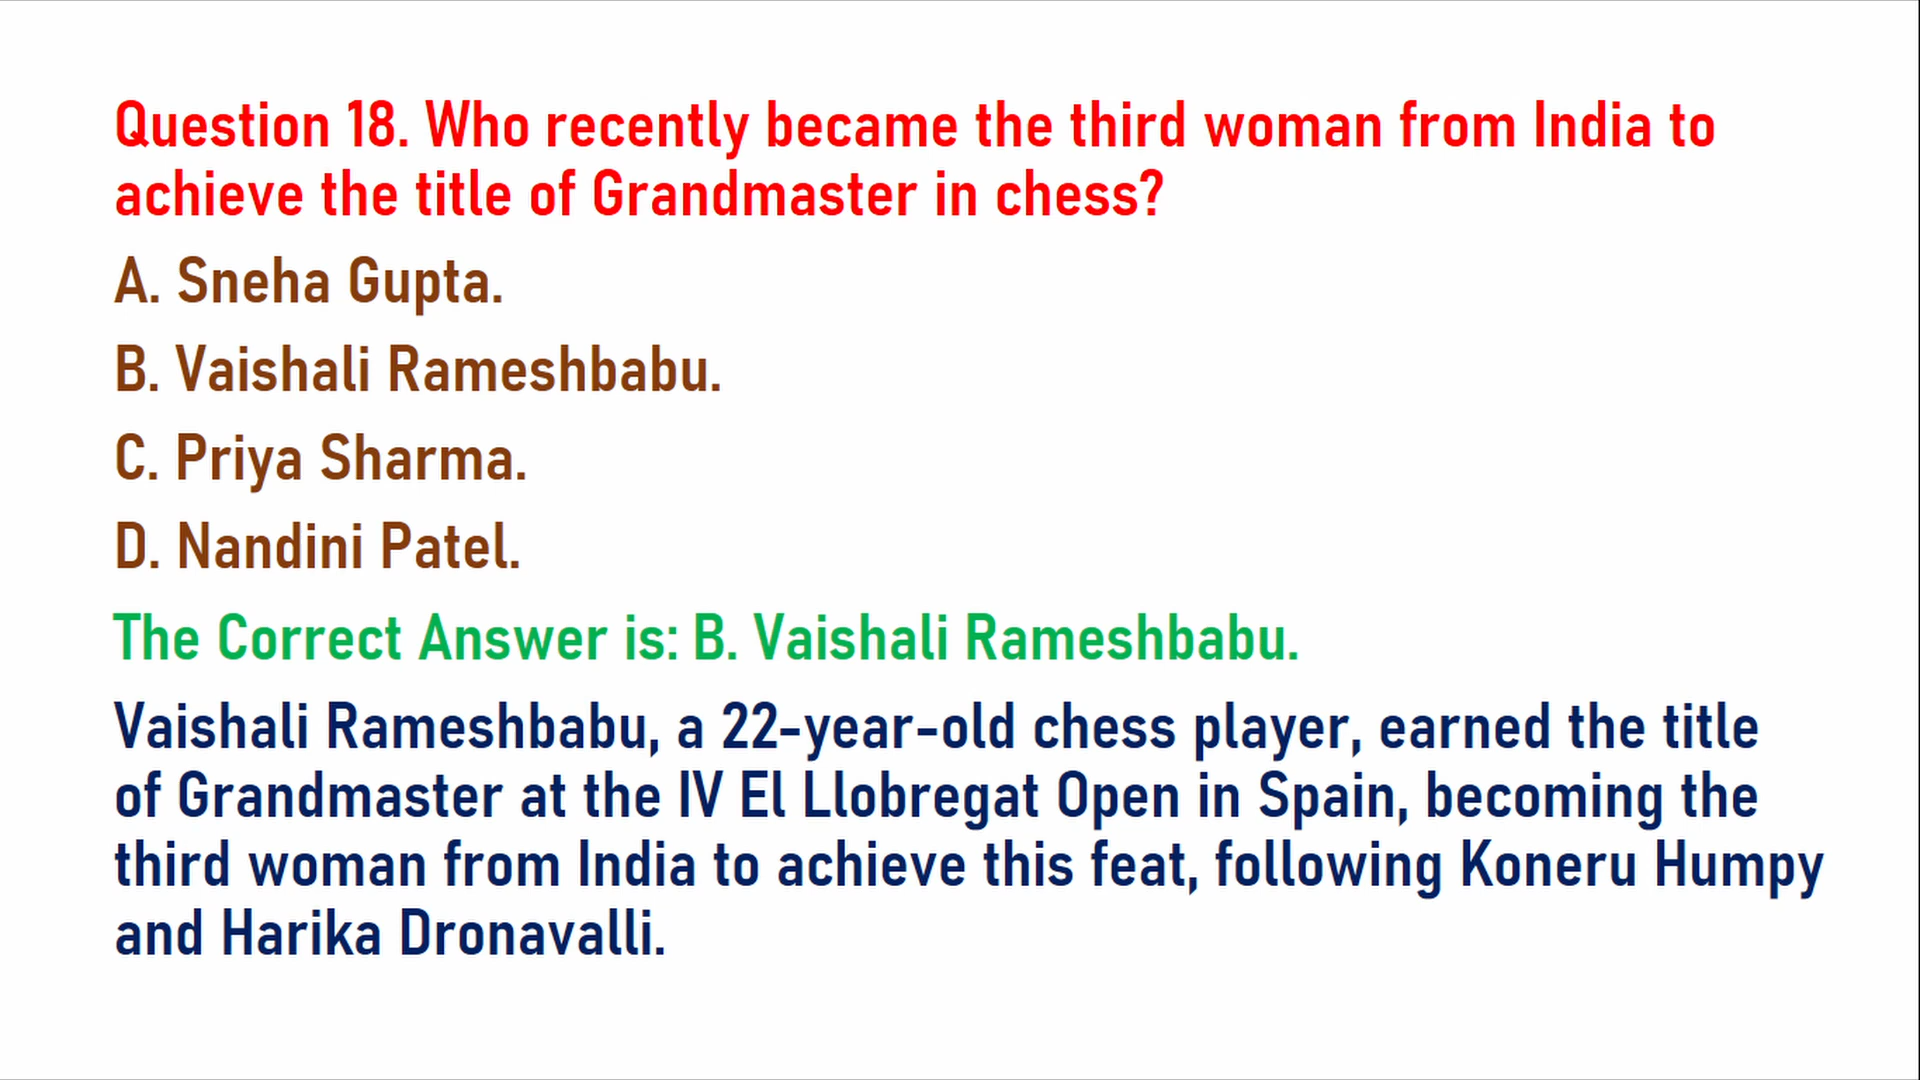 Question 18. Who recently became the third woman from India to
achieve the title of Grandmaster in chess?
A. Sneha Gupta.
B. Vaishali Rameshbabu.
C. Priya Sharma.
D. Nandini Patel.
The Correct Answer is: B. Vaishali Rameshbabu.
Vaishali Rameshbabu, a 22-year-old chess player, earned the title
of Grandmaster at the IV El Llobregat Open in Spain, becoming the
third woman from India to achieve this feat, following Koneru Humpy
and Harika Dronavalli.